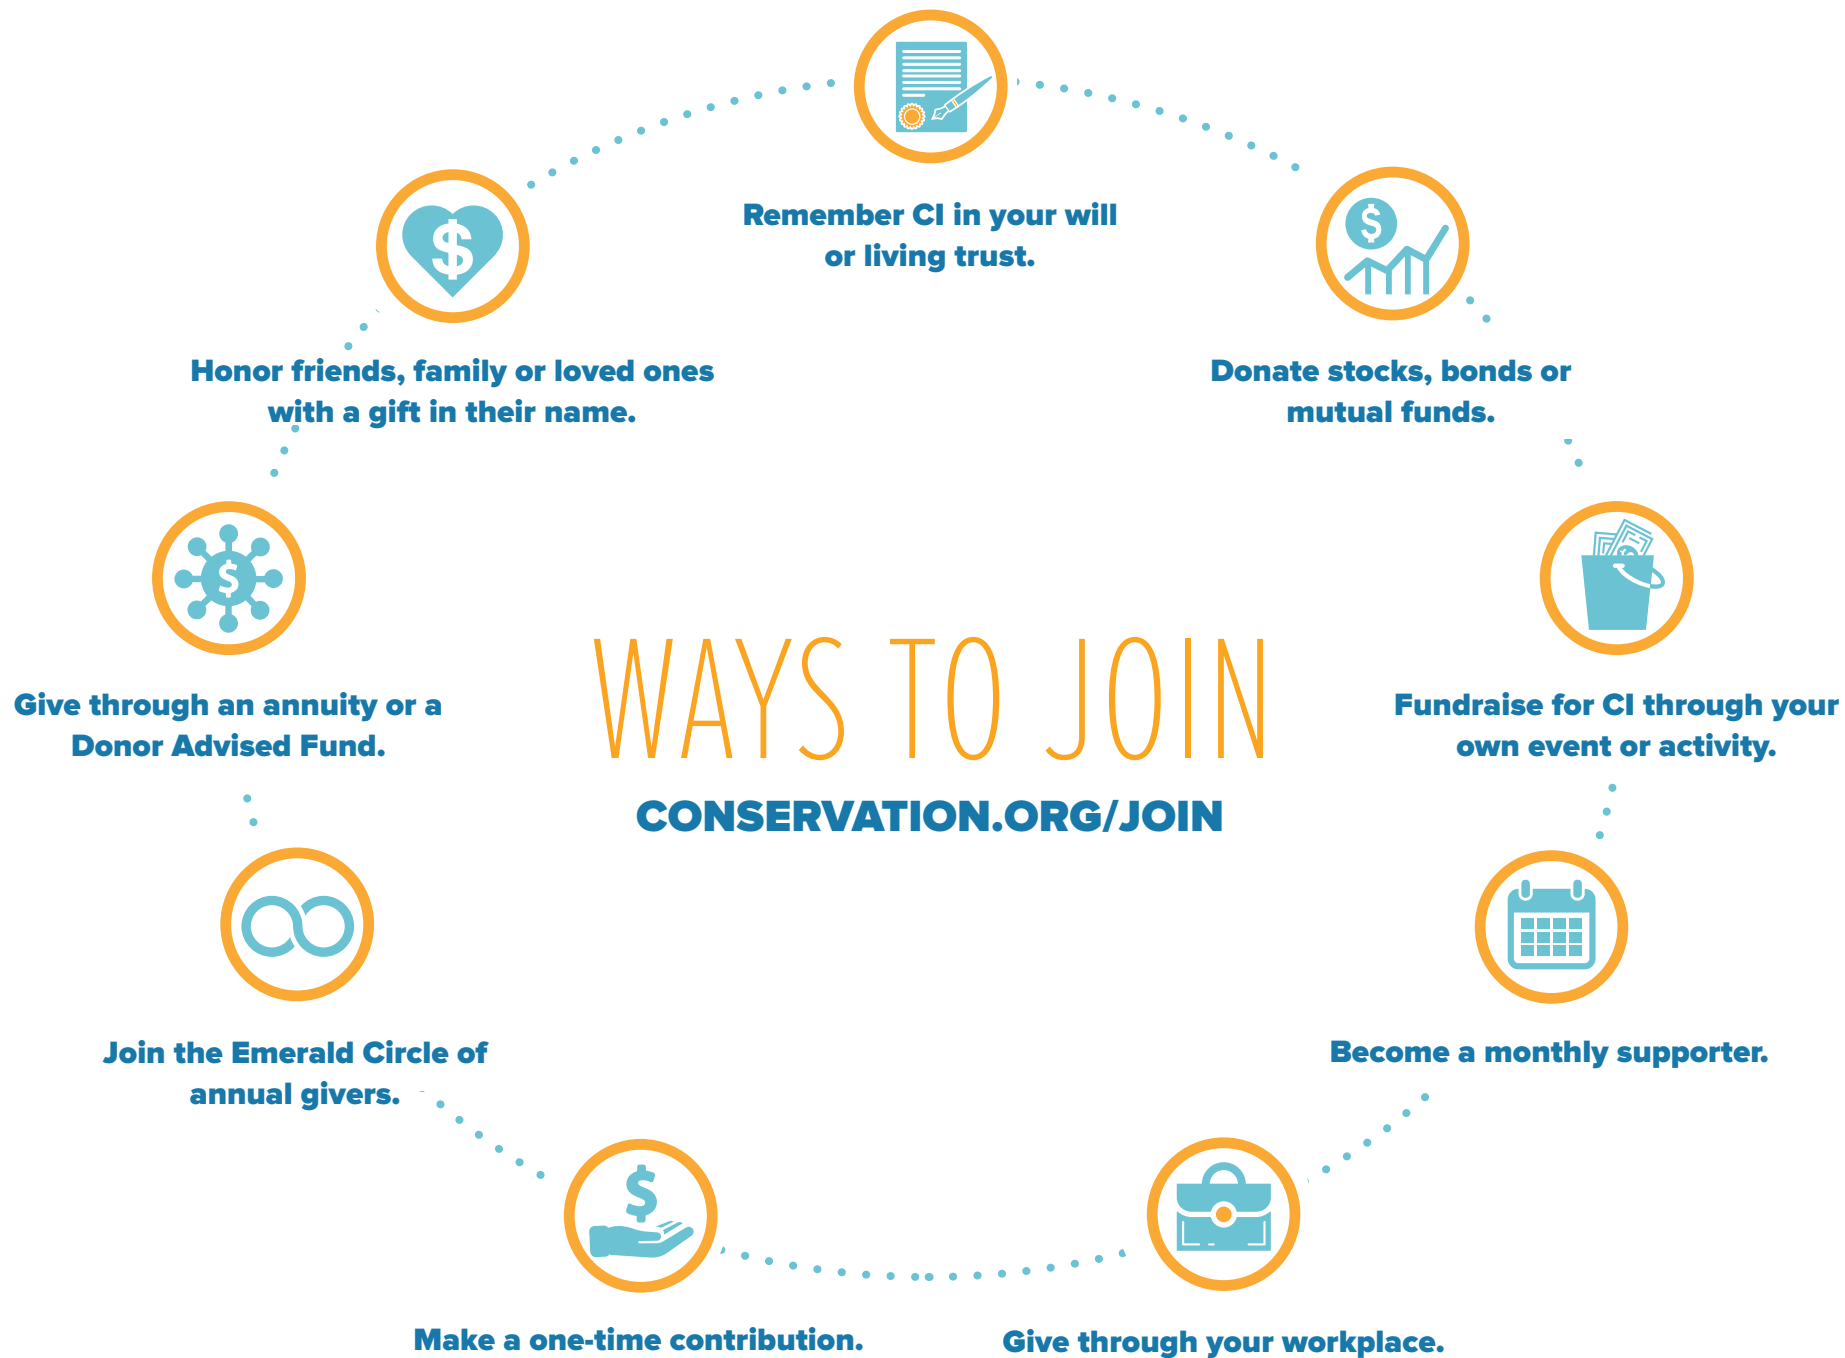 Remember CI in your will
or living trust.
Honor friends, family or loved ones
with a gift in their name.
Donate stocks, bonds or
mutual funds.
Give through an annuity or a
Donor Advised Fund.
WAYS TO JOIN
CONSERVATION.ORG/JOIN
Fundraise for CI through your
own event or activity.
Join the Emerald Circle of
annual givers.
Become a monthly supporter.
Make a one-time contribution.
Give through your workplace.